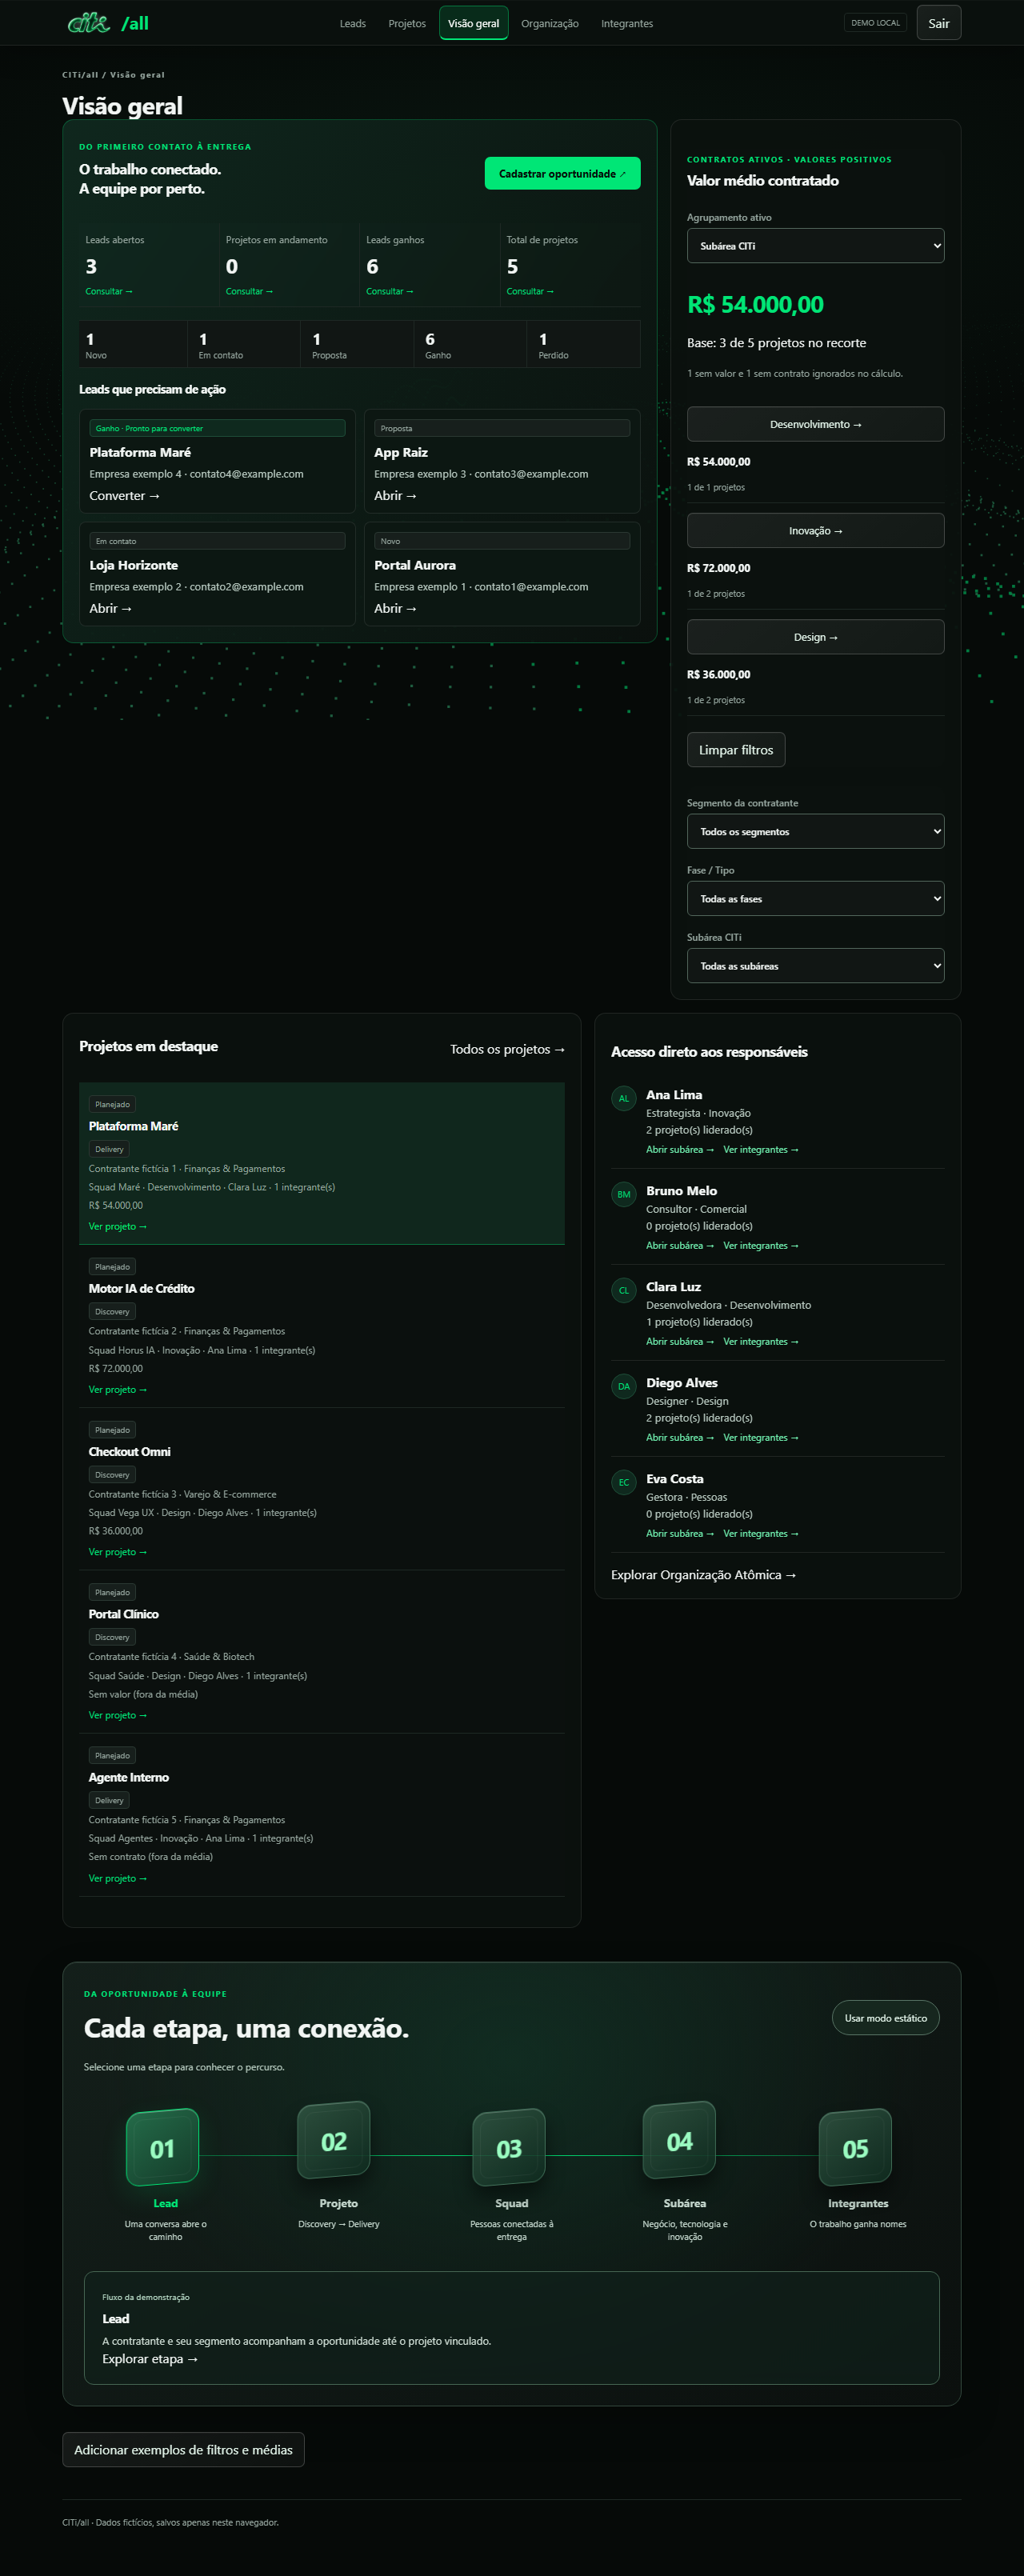 citi /all
Leads
Projetos
Visão geral
Organização
Integrantes
DEMO LOCAL
Sair
CITi/all / Visão geral
Visão geral
DO PRIMEIRO CONTATO À ENTREGA
O trabalho conectado.
A equipe por perto.
Cadastrar oportunidade ↗
Leads abertos
3
Consultar →
Projetos em andamento
0
Consultar →
Leads ganhos
6
Consultar →
Total de projetos
5
Consultar →
1
Novo
1
Em contato
1
Proposta
6
Ganho
1
Perdido
Leads que precisam de ação
Ganho · Pronto para converter
Plataforma Maré
Empresa exemplo 4 · contato4@example.com
Converter →
Proposta
App Raiz
Empresa exemplo 3 · contato3@example.com
Abrir →
Em contato
Loja Horizonte
Empresa exemplo 2 · contato2@example.com
Abrir →
Novo
Portal Aurora
Empresa exemplo 1 · contato1@example.com
Abrir →
CONTRATOS ATIVOS · VALORES POSITIVOS
Valor médio contratado
Agrupamento ativo
Subárea CITi
R$ 54.000,00
Base: 3 de 5 projetos no recorte
1 sem valor e 1 sem contrato ignorados no cálculo.
Desenvolvimento →
R$ 54.000,00
1 de 1 projetos
Inovação →
R$ 72.000,00
1 de 2 projetos
Design →
R$ 36.000,00
1 de 2 projetos
Limpar filtros
Segmento da contratante
Todos os segmentos
Fase / Tipo
Todas as fases
Subárea CITi
Todas as subáreas
Projetos em destaque
Todos os projetos →
Planejado
Plataforma Maré
Delivery
Contratante fictícia 1 · Finanças & Pagamentos
Squad Maré · Desenvolvimento · Clara Luz · 1 integrante(s)
R$ 54.000,00
Ver projeto →
Planejado
Motor IA de Crédito
Discovery
Contratante fictícia 2 · Finanças & Pagamentos
Squad Horus IA · Inovação · Ana Lima · 1 integrante(s)
R$ 72.000,00
Ver projeto →
Planejado
Checkout Omni
Discovery
Contratante fictícia 3 · Varejo & E-commerce
Squad Vega UX · Design · Diego Alves · 1 integrante(s)
R$ 36.000,00
Ver projeto →
Planejado
Portal Clínico
Discovery
Contratante fictícia 4 · Saúde & Biotech
Squad Saúde · Design · Diego Alves · 1 integrante(s)
Sem valor (fora da média)
Ver projeto →
Planejado
Agente Interno
Delivery
Contratante fictícia 5 · Finanças & Pagamentos
Squad Agentes · Inovação · Ana Lima · 1 integrante(s)
Sem contrato (fora da média)
Ver projeto →
Acesso direto aos responsáveis
AL
Ana Lima
Estrategista · Inovação
2 projeto(s) liderado(s)
Abrir subárea → Ver integrantes →
BM
Bruno Melo
Consultor · Comercial
0 projeto(s) liderado(s)
Abrir subárea → Ver integrantes →
CL
Clara Luz
Desenvolvedora · Desenvolvimento
1 projeto(s) liderado(s)
Abrir subárea → Ver integrantes →
DA
Diego Alves
Designer · Design
2 projeto(s) liderado(s)
Abrir subárea → Ver integrantes →
EC
Eva Costa
Gestora · Pessoas
0 projeto(s) liderado(s)
Abrir subárea → Ver integrantes →
Explorar Organização Atômica →
DA OPORTUNIDADE À EQUIPE
Cada etapa, uma conexão.
Usar modo estático
Selecione uma etapa para conhecer o percurso.
01
Lead
Uma conversa abre o
caminho
02
Projeto
Discovery → Delivery
03
Squad
Pessoas conectadas à
entrega
04
Subárea
Negócio, tecnologia e
inovação
05
Integrantes
O trabalho ganha nomes
Fluxo da demonstração
Lead
A contratante e seu segmento acompanham a oportunidade até o projeto vinculado.
Explorar etapa →
Adicionar exemplos de filtros e médias
CITi/all · Dados fictícios, salvos apenas neste navegador.